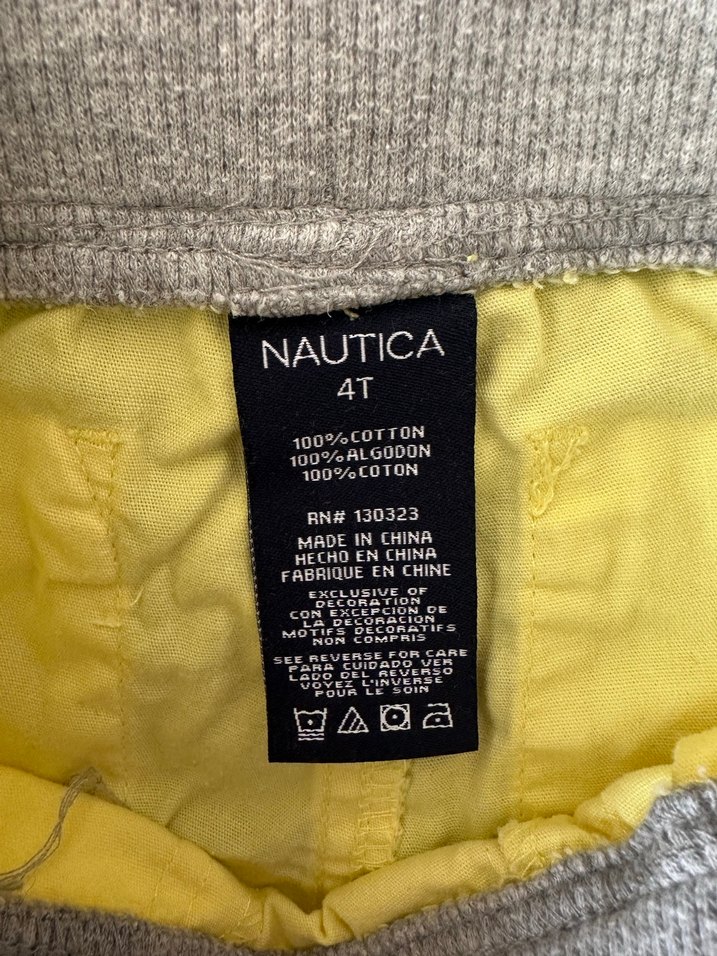 NAUTICA
4T
100% COTTON
100% ALGODON
100% COTON
RN# 130323
MADE IN CHINA
HECHO EN CHINA
FABRIQUE EN CHINE
EXCLUSIVE OF
DECORATION
CON EXCEPCION DE
LA DECORACION
MOTIFS DECORATIFS
NON COMPRIS
SEE REVERSE FOR CARE
PARA CUIDADO VER
LADO DEL REVERSO
VOYEZ L'INVERSE
POUR LE SOIN